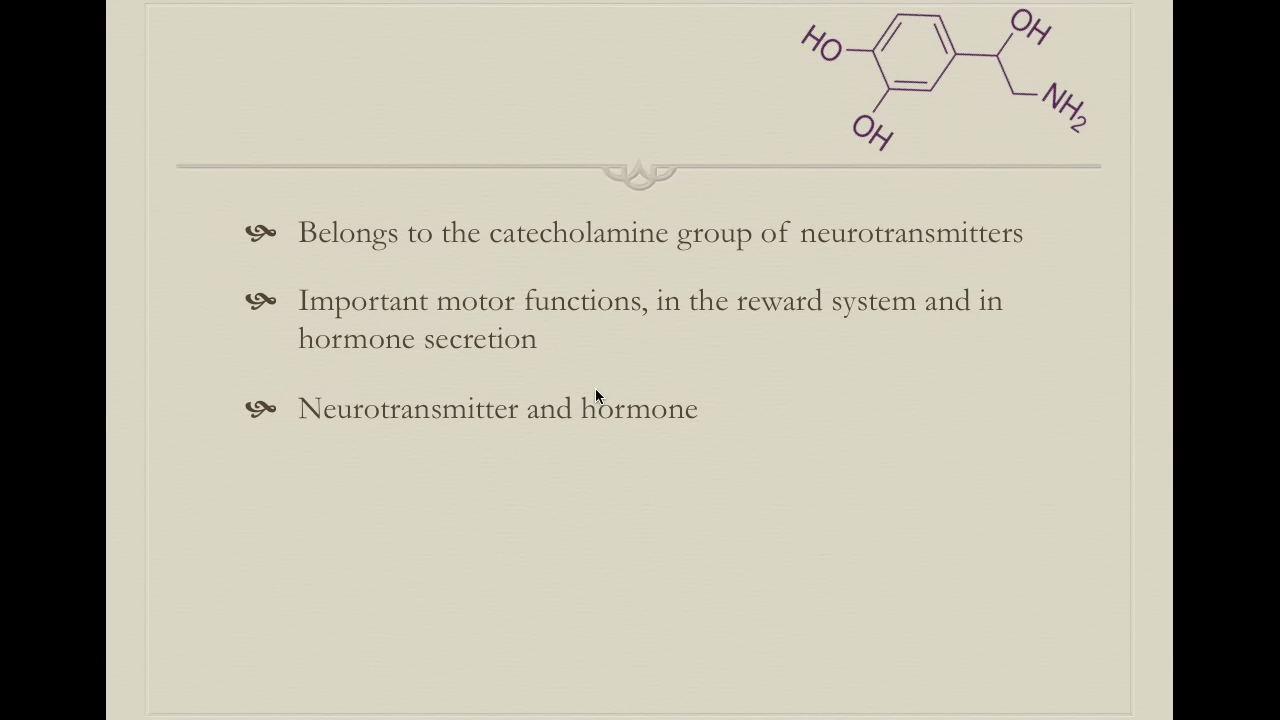 HO
OH
OH
NH2
Belongs to the catecholamine group of neurotransmitters
Important motor functions, in the reward system and in
hormone secretion
Neurotransmitter and hormone